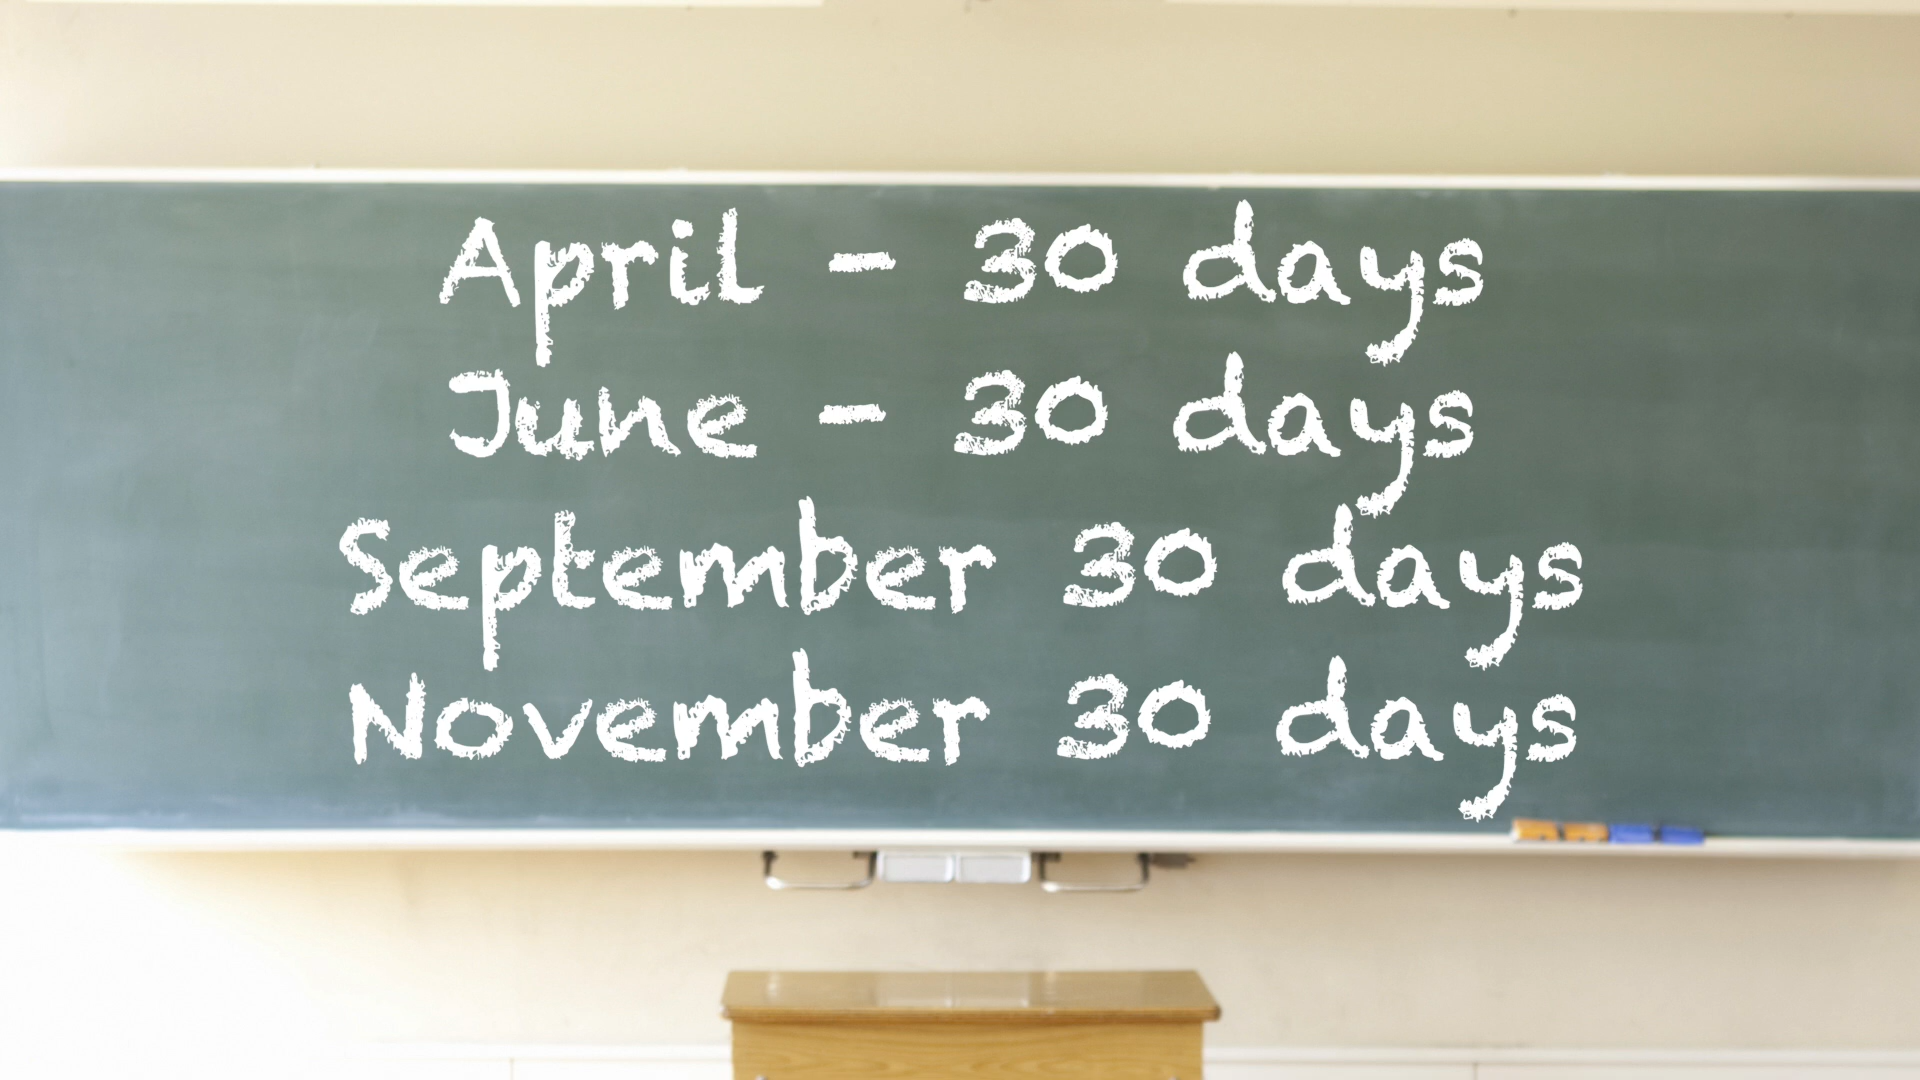 April - 30 days
June - 30 days
September 30 days
November 30 days